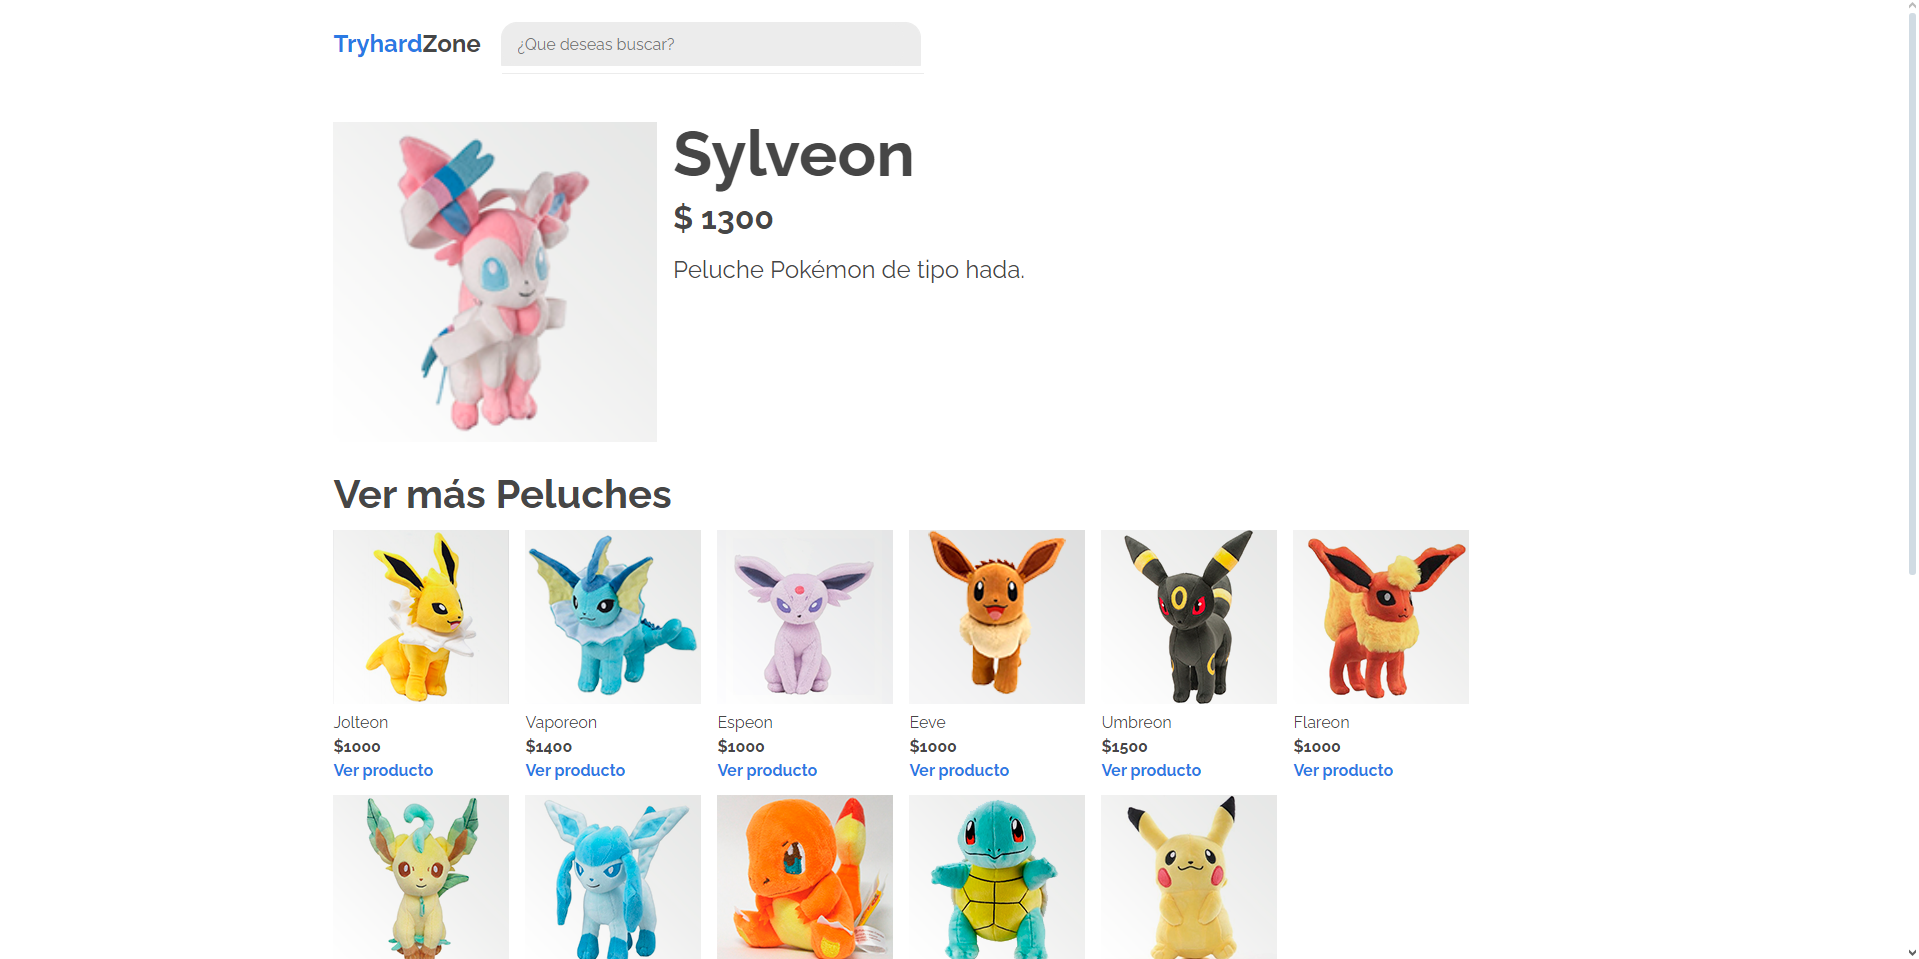 TryhardZone
¿Que deseas buscar?
Sylveon
$ 1300
Peluche Pokémon de tipo hada.
Ver más Peluches
Jolteon
$1000
Ver producto
Vaporeon
$1400
Ver producto
Espeon
$1000
Ver producto
Eeve
$1000
Ver producto
Umbreon
$1500
Ver producto
Flareon
$1000
Ver producto